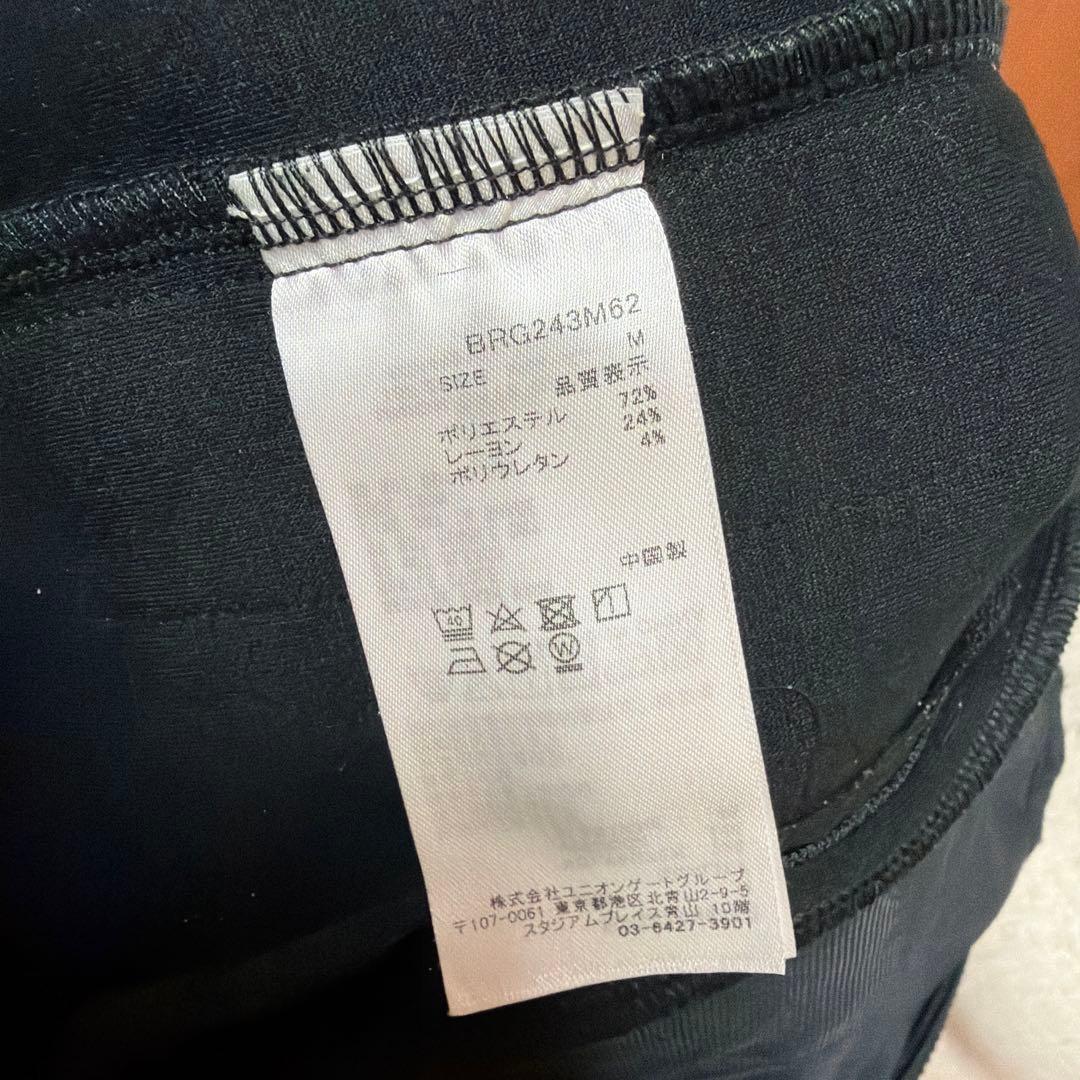 BRG243M62
SIZE M
品質表示
ポリエステル 72%
レーヨン 24%
ポリウレタン 4%
中国製
40
W
株式会社ユニオンゲートグループ
〒107-0061 東京都港区北青山2-9-5
スタジアムプレイス青山 10階
03-6427-3901